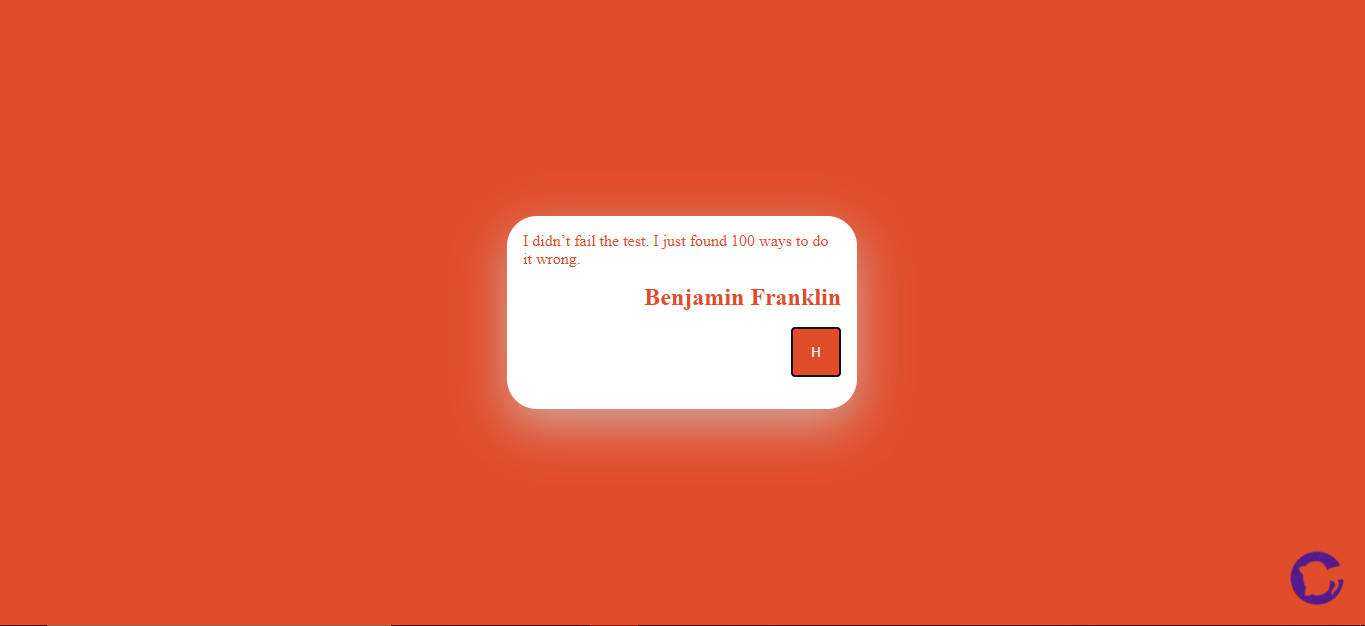 I didn’t fail the test. I just found 100 ways to do
it wrong.
Benjamin Franklin
H